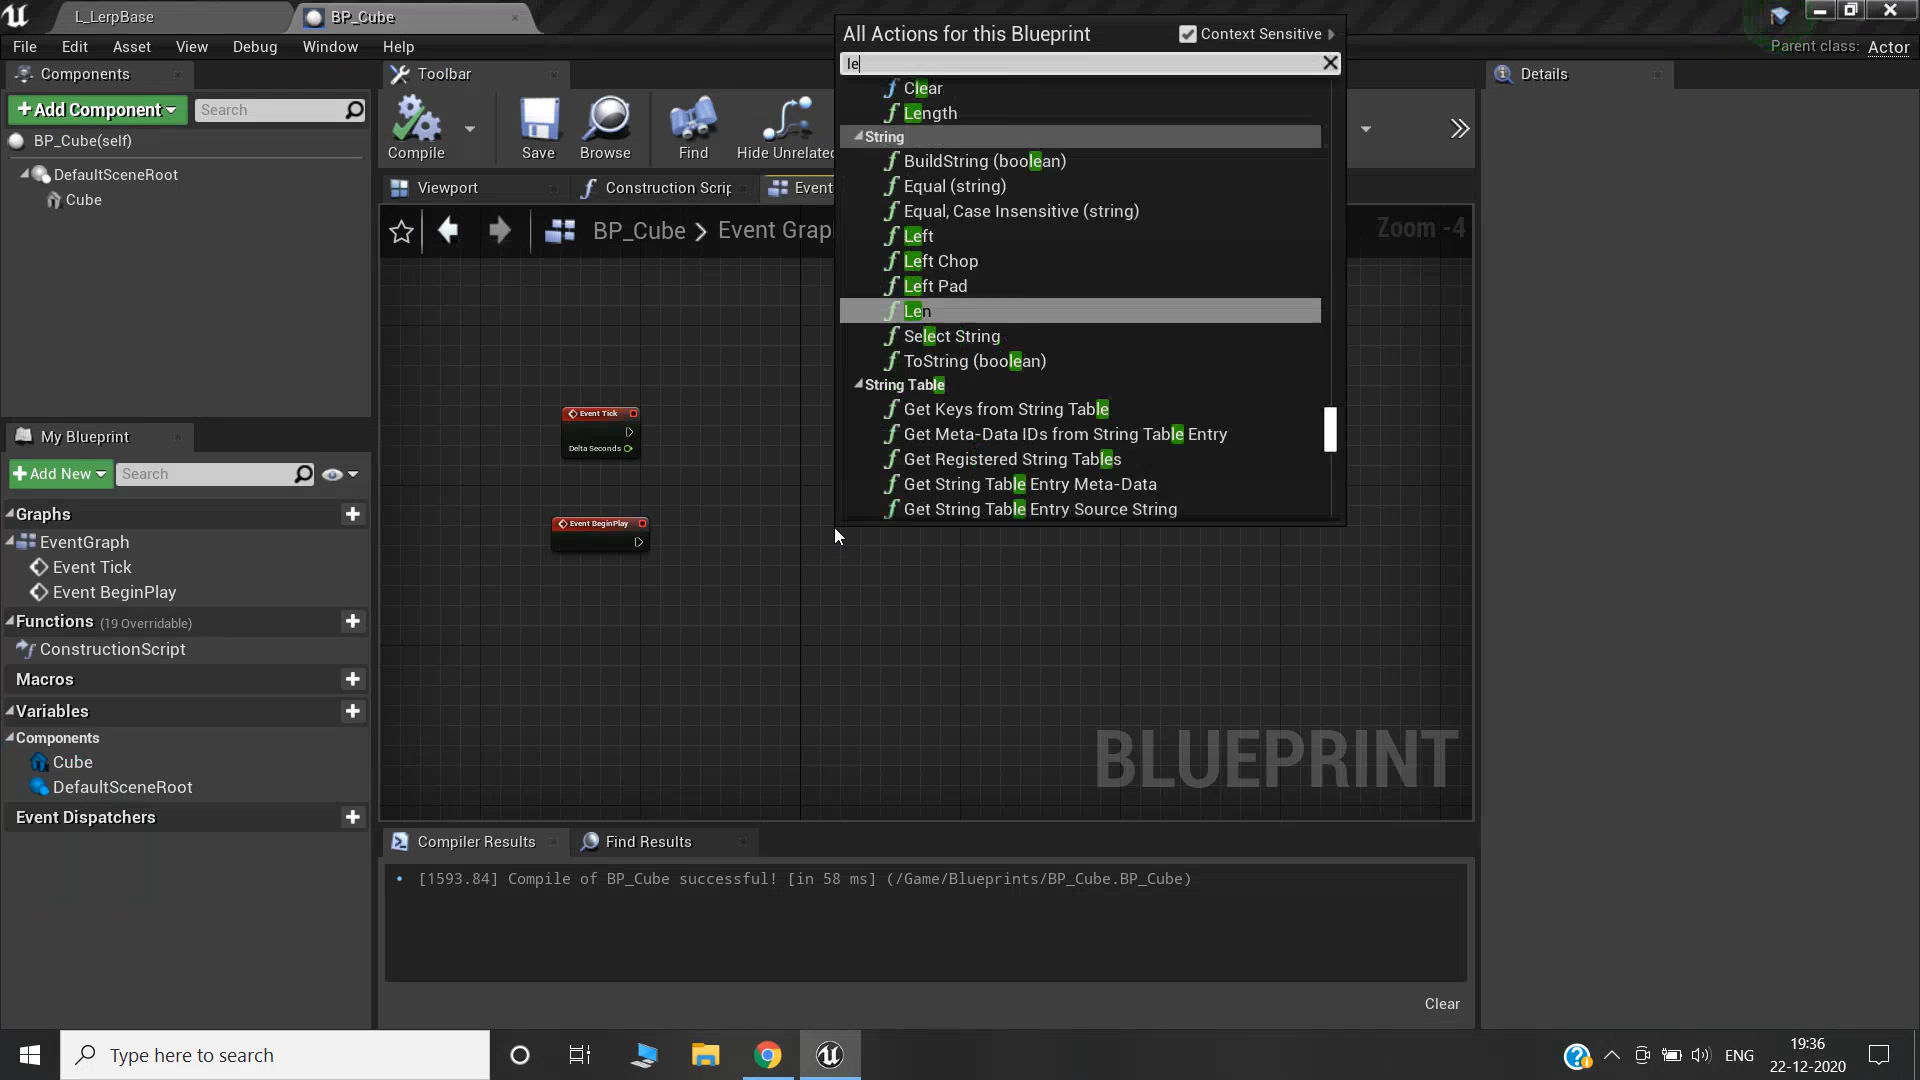 L_LerpBase
BP_Cube
File Edit Asset View Debug Window Help
Parent class: Actor
Components
Add Component
Search
BP_Cube(self)
DefaultSceneRoot
Cube
Toolbar
Compile
Save
Browse
Find
Hide Unrelated
Viewport
Construction Scrip
Event
BP_Cube > Event Grap
Zoom -4
All Actions for this Blueprint
Context Sensitive
le
Clear
Length
String
BuildString (boolean)
Equal (string)
Equal, Case Insensitive (string)
Left
Left Chop
Left Pad
Len
Select String
ToString (boolean)
String Table
Get Keys from String Table
Get Meta-Data IDs from String Table Entry
Get Registered String Tables
Get String Table Entry Meta-Data
Get String Table Entry Source String
Details
Event Tick
Delta Seconds
Event BeginPlay
BLUEPRINT
My Blueprint
Add New
Search
Graphs
EventGraph
Event Tick
Event BeginPlay
Functions (19 Overridable)
ConstructionScript
Macros
Variables
Components
Cube
DefaultSceneRoot
Event Dispatchers
Compiler Results
Find Results
[1593.84] Compile of BP_Cube successful! [in 58 ms] (/Game/Blueprints/BP_Cube.BP_Cube)
Clear
Type here to search
ENG
19:36
22-12-2020